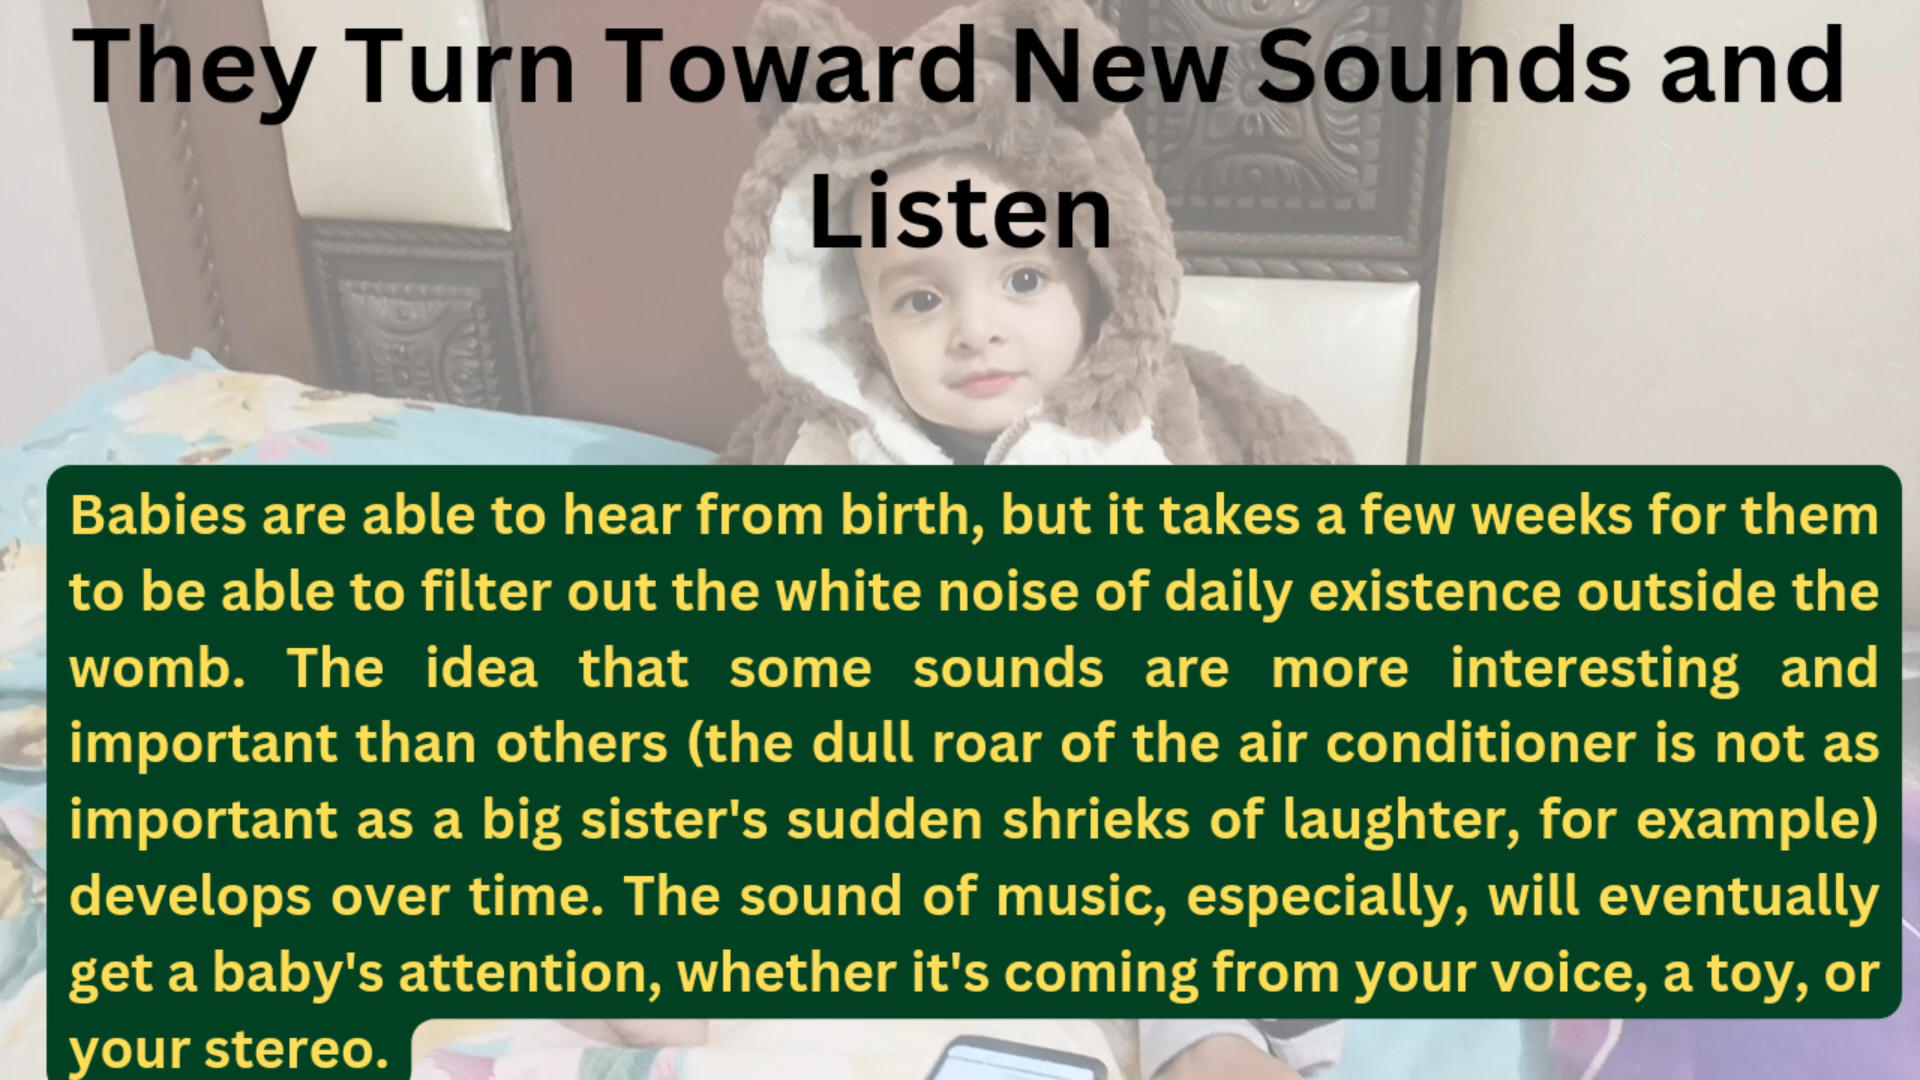 They Turn Toward New Sounds and
Listen
Babies are able to hear from birth, but it takes a few weeks for them
to be able to filter out the white noise of daily existence outside the
womb. The idea that some sounds are more interesting and
important than others (the dull roar of the air conditioner is not as
important as a big sister's sudden shrieks of laughter, for example)
develops over time. The sound of music, especially, will eventually
get a baby's attention, whether it's coming from your voice, a toy, or
your stereo.